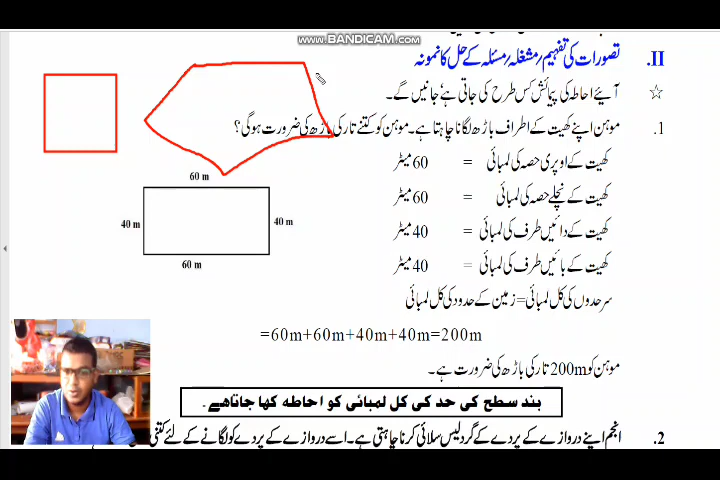 www.BANDICAM.com
II. تصورات کی تفہیم/مشغلہ/مسئلہ کے حل کا نمونہ
☆ آئیے احاطہ کی پیمائش کس طرح کی جاتی ہے، جانیں گے۔
1. موہن اپنے کھیت کے اطراف باڑھ لگانا چاہتا ہے۔ موہن کو کتنے تار کی باڑھ کی ضرورت ہوگی؟
60 m
40 m
40 m
60 m
کھیت کے اوپری حصہ کی لمبائی = 60 میٹر
کھیت کے نچلے حصہ کی لمبائی = 60 میٹر
کھیت کے دائیں طرف کی لمبائی = 40 میٹر
کھیت کے بائیں طرف کی لمبائی = 40 میٹر
سرحدوں کی کل لمبائی = زمین کے حدود کی کل لمبائی
=60m+60m+40m+40m=200m
موہن کو 200m تار کی باڑھ کی ضرورت ہے۔
بند سطح کی حد کی کل لمبائی کو احاطہ کہا جاتا ہے۔
2. انجم اپنے دروازے کے پردے کے گرد لیس سلائی کرنا چاہتی ہے۔ اسے دروازے کے پردے کو لگانے کے لئے کتنی